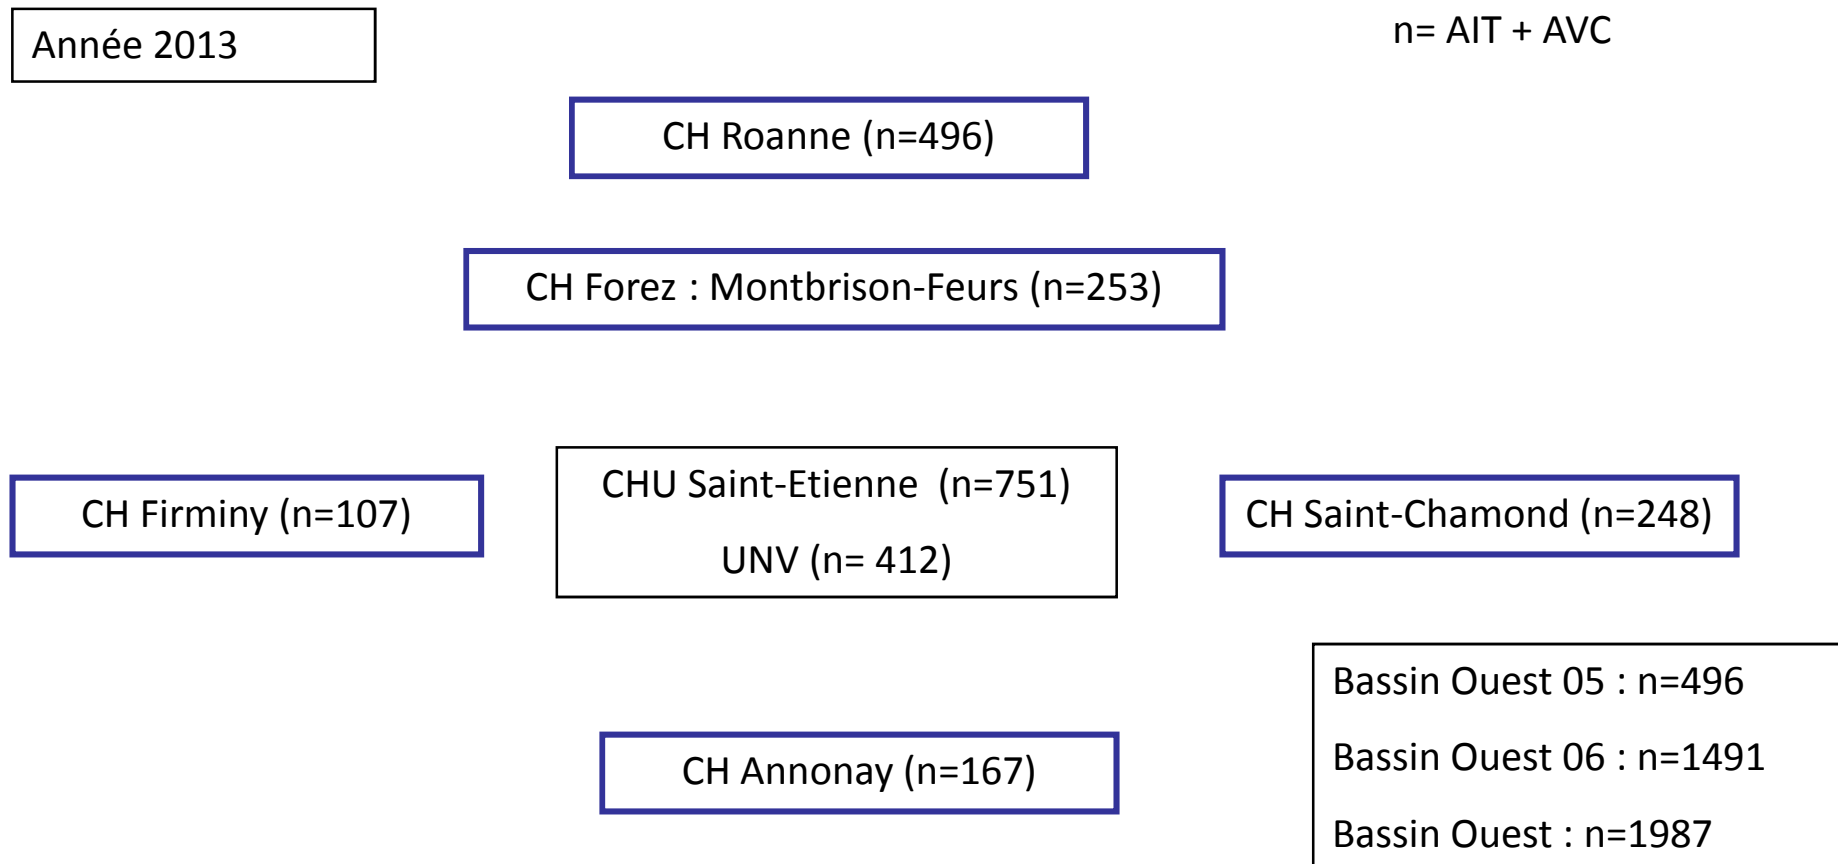 Année 2013
n= AIT + AVC
CH Roanne (n=496)
CH Forez : Montbrison-Feurs (n=253)
CH Firminy (n=107)
CHU Saint-Etienne (n=751)
UNV (n= 412)
CH Saint-Chamond (n=248)
CH Annonay (n=167)
Bassin Ouest 05 : n=496
Bassin Ouest 06 : n=1491
Bassin Ouest : n=1987